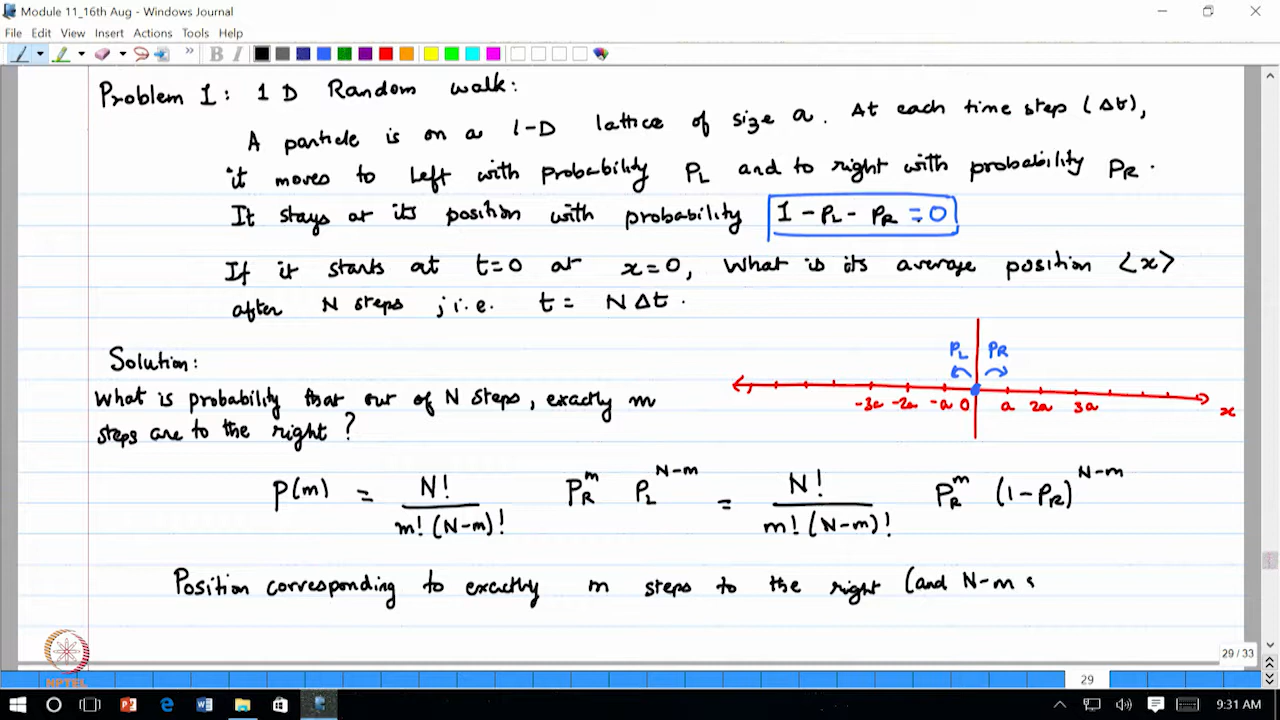 Module 11_16th Aug - Windows Journal
File Edit View Insert Actions Tools Help
Problem 1: 1 D Random walk:
A particle is on a 1-D lattice of size a. At each time step (Δt),
it moves to left with probability PL and to right with probability PR.
It stays at its position with probability 1 - PL - PR = 0
If it starts at t=0 at x=0, What is its average position <x>
after N steps ; i.e. t = N Δt.
Solution:
What is probability that out of N steps, exactly m
steps are to the right ?
PL PR
-3a -2a -a 0 a 2a 3a x
P(m) = N! / m! (N-m)! PR^m PL^N-m = N! / m! (N-m)! PR^m (1-PR)^N-m
Position corresponding to exactly m steps to the right (and N-m s
NPTEL
29 / 33
29
9:31 AM